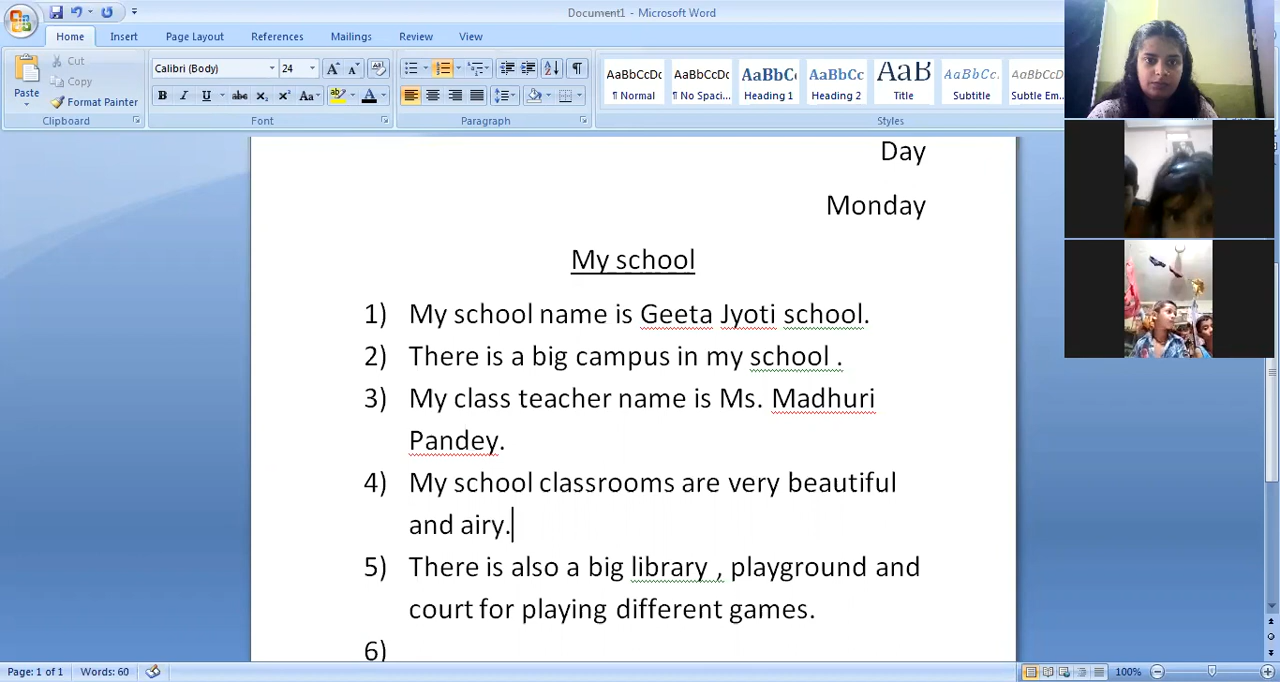 Document1 - Microsoft Word
Home Insert Page Layout References Mailings Review View
Cut
Copy
Paste
Format Painter
Clipboard
Calibri (Body) 24
Font
Paragraph
AaBbCcDc AaBbCcDc AaBbC AaBbCc AaB AaBbCc. AaBbCcDc
¶ Normal ¶ No Spaci... Heading 1 Heading 2 Title Subtitle Subtle Em...
Styles
Day
Monday
My school
1) My school name is Geeta Jyoti school.
2) There is a big campus in my school .
3) My class teacher name is Ms. Madhuri
Pandey.
4) My school classrooms are very beautiful
and airy.
5) There is also a big library , playground and
court for playing different games.
6)
Page: 1 of 1 Words: 60 100%